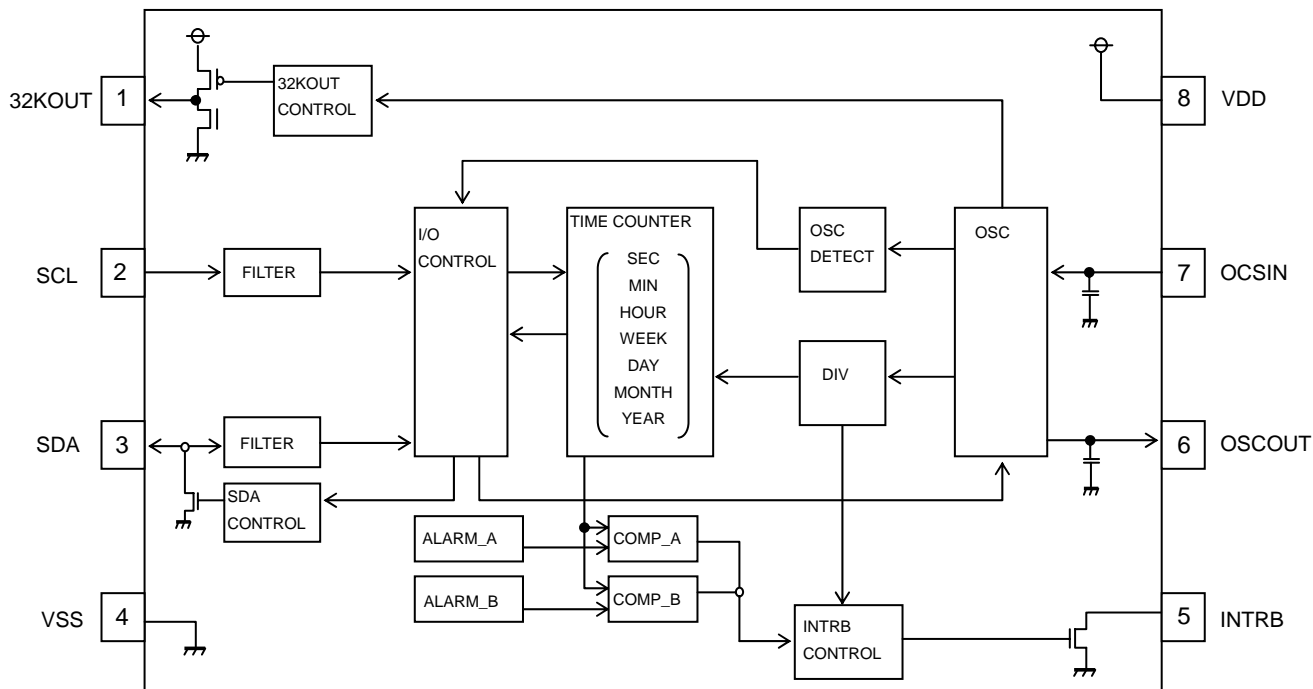 32KOUT
1
32KOUT
CONTROL
8
VDD
SCL
2
FILTER
I/O
CONTROL
TIME COUNTER
SEC
MIN
HOUR
WEEK
DAY
MONTH
YEAR
OSC
DETECT
OSC
7
OCSIN
DIV
SDA
3
FILTER
6
OSCOUT
SDA
CONTROL
ALARM_A
COMP_A
ALARM_B
COMP_B
VSS
4
INTRB
CONTROL
5
INTRB